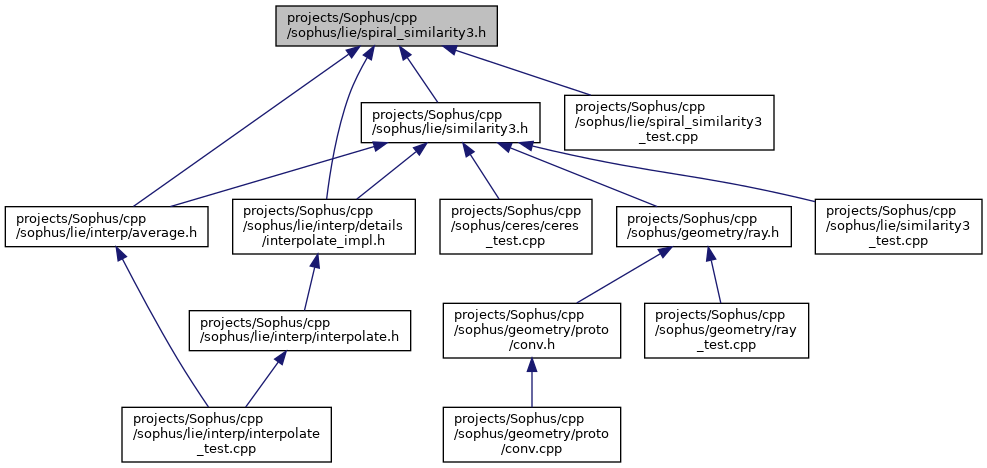 projects/Sophus/cpp
/sophus/lie/spiral_similarity3.h
projects/Sophus/cpp
/sophus/lie/similarity3.h
projects/Sophus/cpp
/sophus/lie/spiral_similarity3
_test.cpp
projects/Sophus/cpp
/sophus/lie/interp/average.h
projects/Sophus/cpp
/sophus/lie/interp/details
/interpolate_impl.h
projects/Sophus/cpp
/sophus/ceres/ceres
_test.cpp
projects/Sophus/cpp
/sophus/geometry/ray.h
projects/Sophus/cpp
/sophus/lie/similarity3
_test.cpp
projects/Sophus/cpp
/sophus/lie/interp/interpolate.h
projects/Sophus/cpp
/sophus/geometry/proto
/conv.h
projects/Sophus/cpp
/sophus/geometry/ray
_test.cpp
projects/Sophus/cpp
/sophus/lie/interp/interpolate
_test.cpp
projects/Sophus/cpp
/sophus/geometry/proto
/conv.cpp